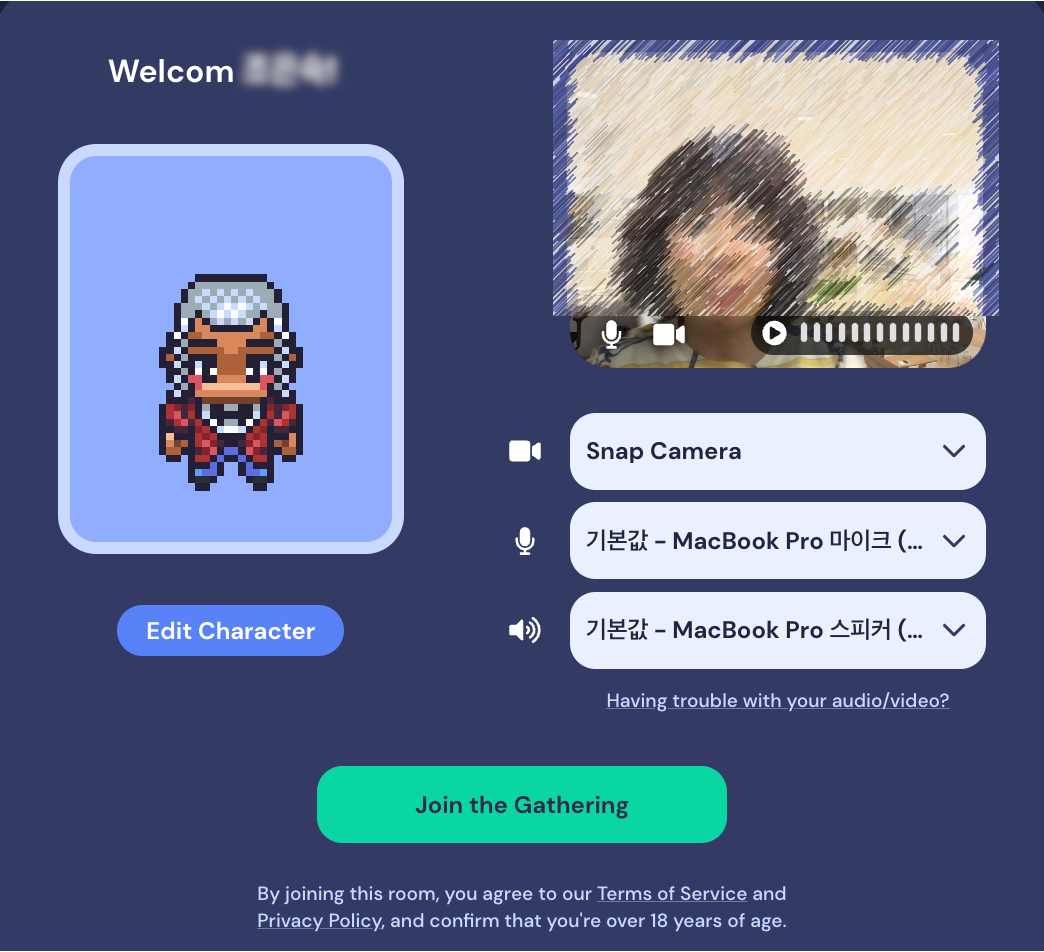 Welcom
Edit Character
Snap Camera
기본값 - MacBook Pro 마이크 (...
기본값 - MacBook Pro 스피커 (...
Having trouble with your audio/video?
Join the Gathering
By joining this room, you agree to our Terms of Service and
Privacy Policy, and confirm that you're over 18 years of age.